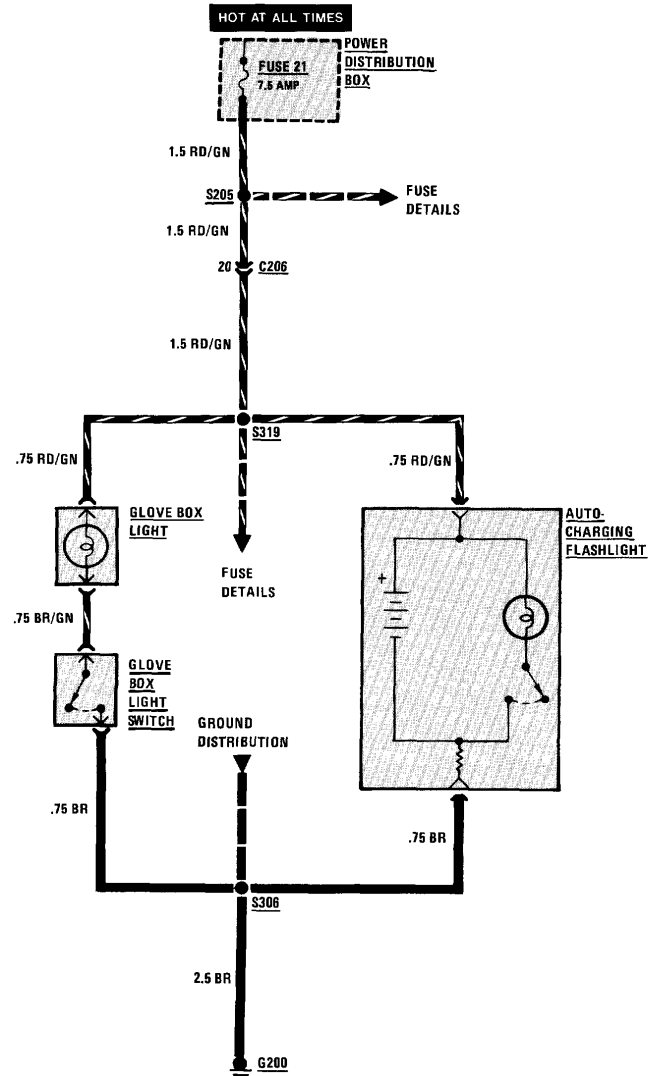 HOT AT ALL TIMES
POWER
DISTRIBUTION
BOX
FUSE 21
7.5 AMP
1.5 RD/GN
S205
FUSE
DETAILS
1.5 RD/GN
20
C206
1.5 RD/GN
S319
.75 RD/GN
.75 RD/GN
GLOVE BOX
LIGHT
AUTO-
CHARGING
FLASHLIGHT
FUSE
DETAILS
+
.75 BR/GN
GLOVE
BOX
LIGHT
SWITCH
GROUND
DISTRIBUTION
.75 BR
.75 BR
S306
2.5 BR
G200